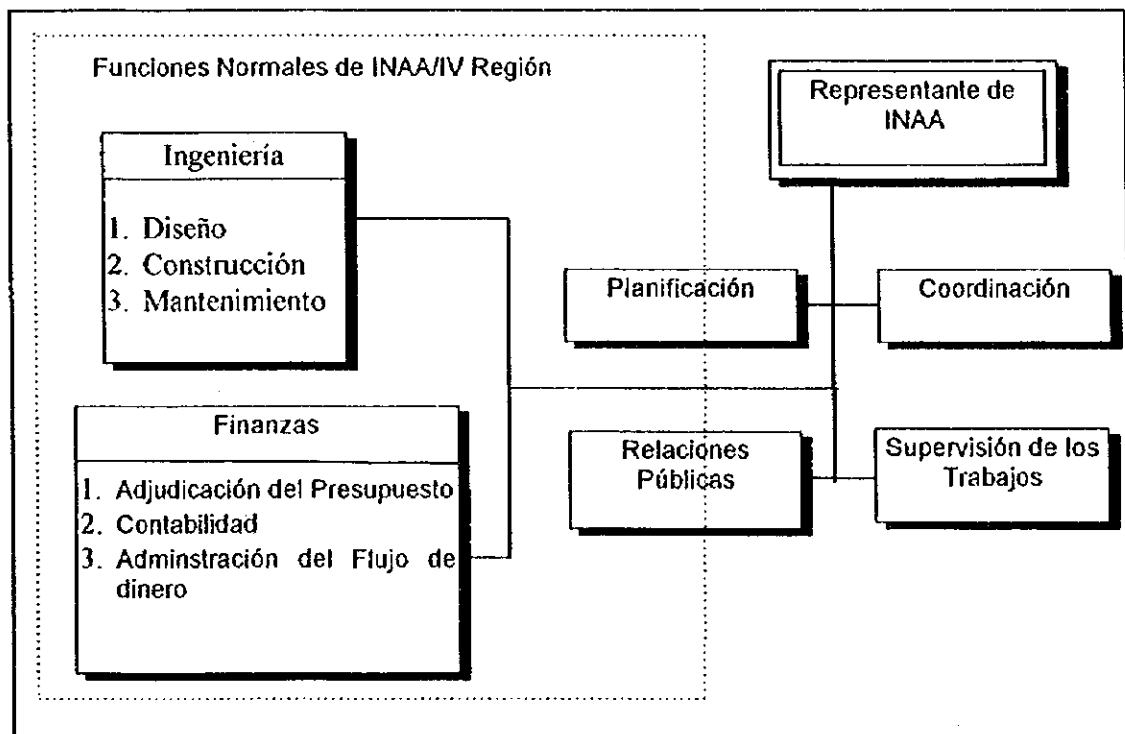 Funciones Normales de INAA/IV Región
Representante de
INAA
Ingeniería
1. Diseño
2. Construcción
3. Mantenimiento
Planificación
Coordinación
Finanzas
1. Adjudicación del Presupuesto
2. Contabilidad
3. Adminstración del Flujo de
dinero
Relaciones
Públicas
Supervisión de los
Trabajos